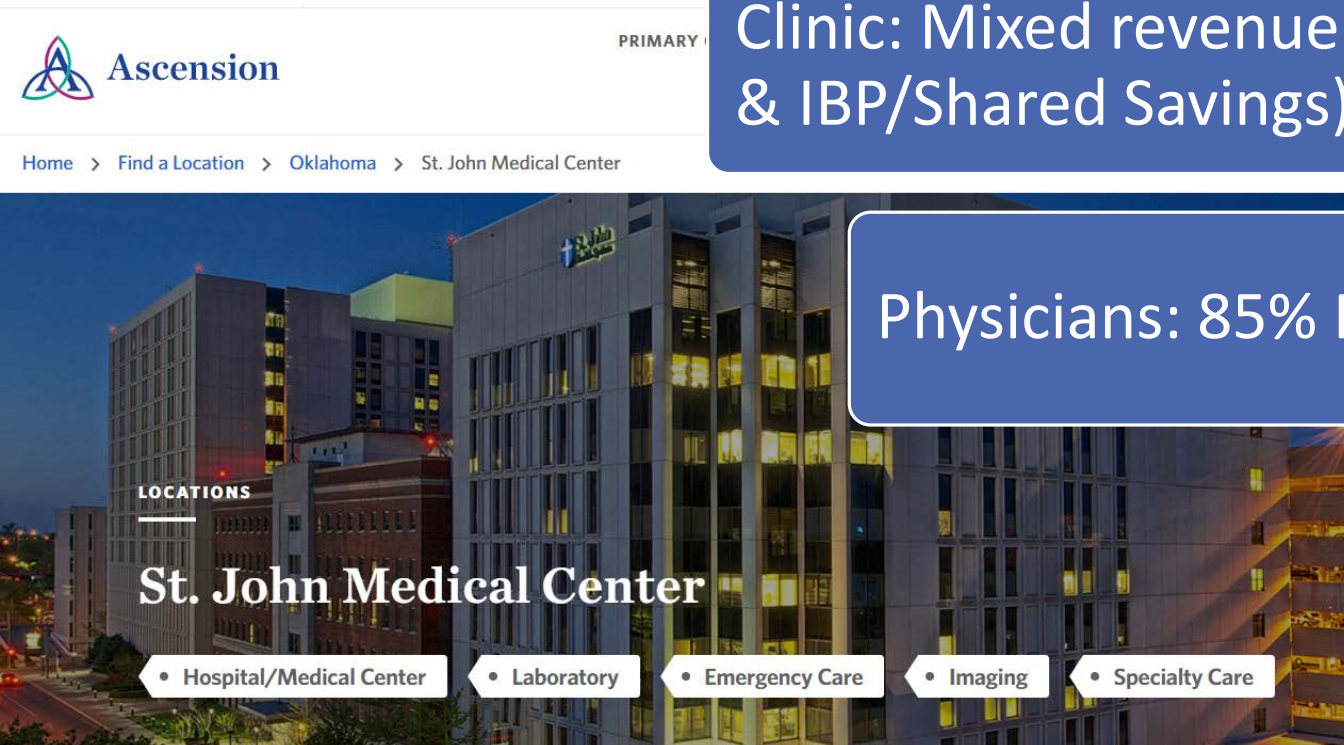 Ascension
PRIMARY
Clinic: Mixed revenue
& IBP/Shared Savings)
Home > Find a Location > Oklahoma > St. John Medical Center
St. John
Physicians: 85%
LOCATIONS
St. John Medical Center
• Hospital/Medical Center • Laboratory • Emergency Care • Imaging • Specialty Care